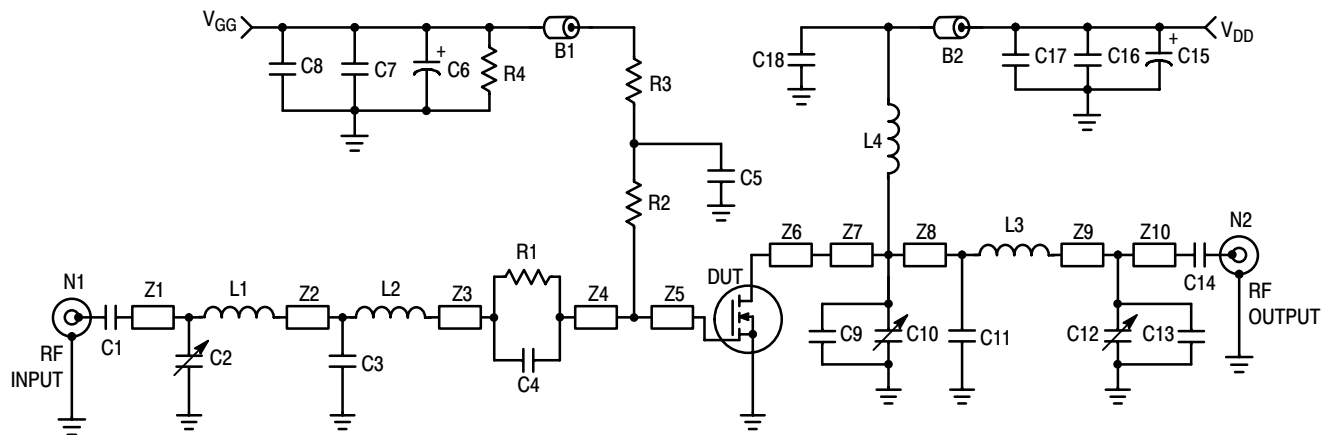 VGG
C8
C7
+
C6
R4
B1
R3
C5
R2
C18
B2
C17
C16
+
C15
VDD
L4
N1
RF
INPUT
C1
Z1
C2
L1
Z2
C3
L2
Z3
R1
C4
Z4
Z5
DUT
Z6
Z7
Z8
L3
Z9
Z10
C9
C10
C11
C12
C13
C14
N2
RF
OUTPUT